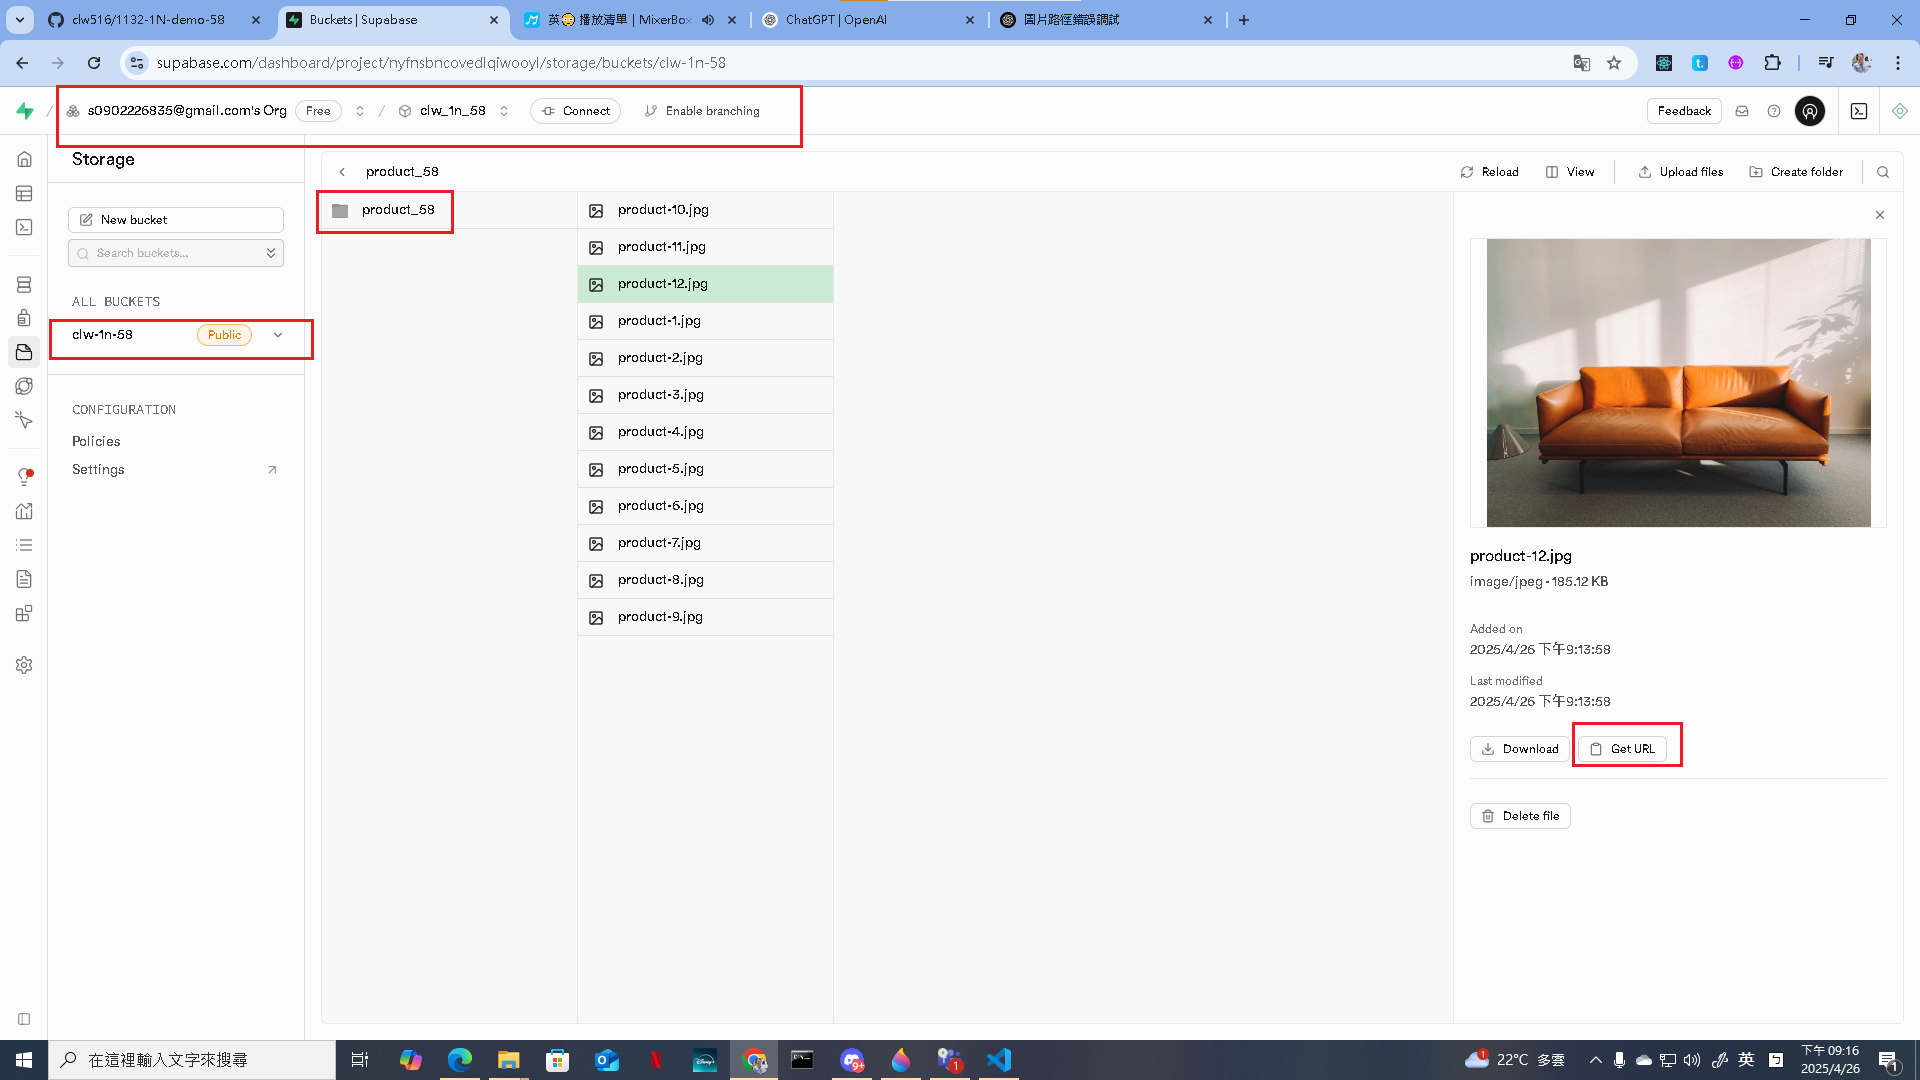 clw516/1132-1N-demo-58
Buckets | Supabase
英😳 播放清單 | MixerBox
ChatGPT | OpenAI
圖片路徑錯誤調試
supabase.com/dashboard/project/nyfnsbncovedlqiwooyl/storage/buckets/clw-1n-58
s0902226835@gmail.com's Org
Free
/
clw_1n_58
Connect
Enable branching
Feedback
Storage
New bucket
Search buckets...
ALL BUCKETS
clw-1n-58
Public
CONFIGURATION
Policies
Settings
product_58
Reload
View
Upload files
Create folder
product_58
product-10.jpg
product-11.jpg
product-12.jpg
product-1.jpg
product-2.jpg
product-3.jpg
product-4.jpg
product-5.jpg
product-6.jpg
product-7.jpg
product-8.jpg
product-9.jpg
product-12.jpg
image/jpeg - 185.12 KB
Added on
2025/4/26 下午9:13:58
Last modified
2025/4/26 下午9:13:58
Download
Get URL
Delete file
在這裡輸入文字來搜尋
Disney+
9+
1
1
22°C 多雲
英
下午 09:16
2025/4/26
1